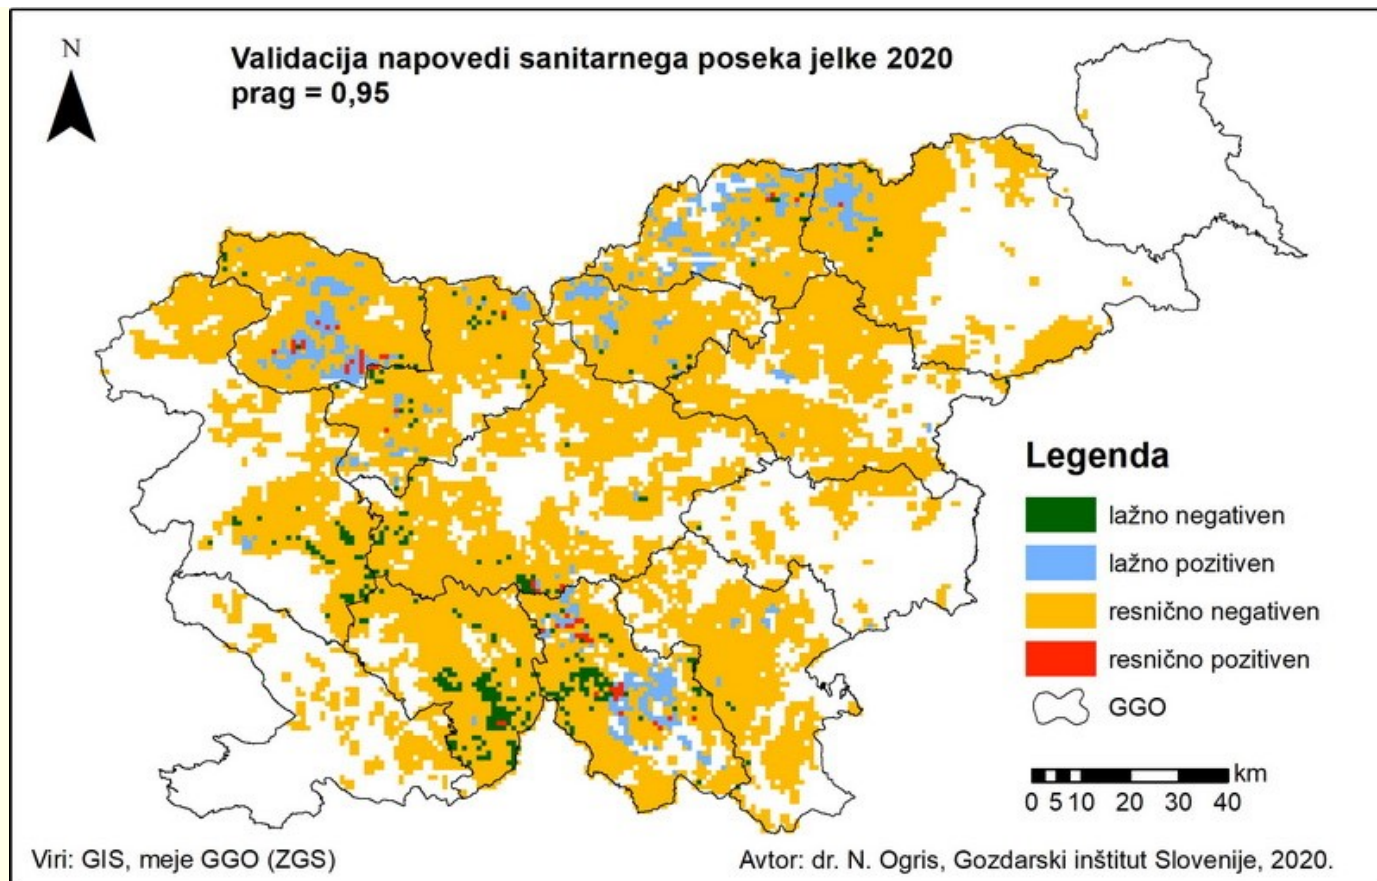 N
Validacija napovedi sanitarnega poseka jelke 2020
prag = 0,95
Legenda
lažno negativen
lažno pozitiven
resnično negativen
resnično pozitiven
GGO
km
0 5 10 20 30 40
Viri: GIS, meje GGO (ZGS)
Avtor: dr. N. Ogris, Gozdarski inštitut Slovenije, 2020.